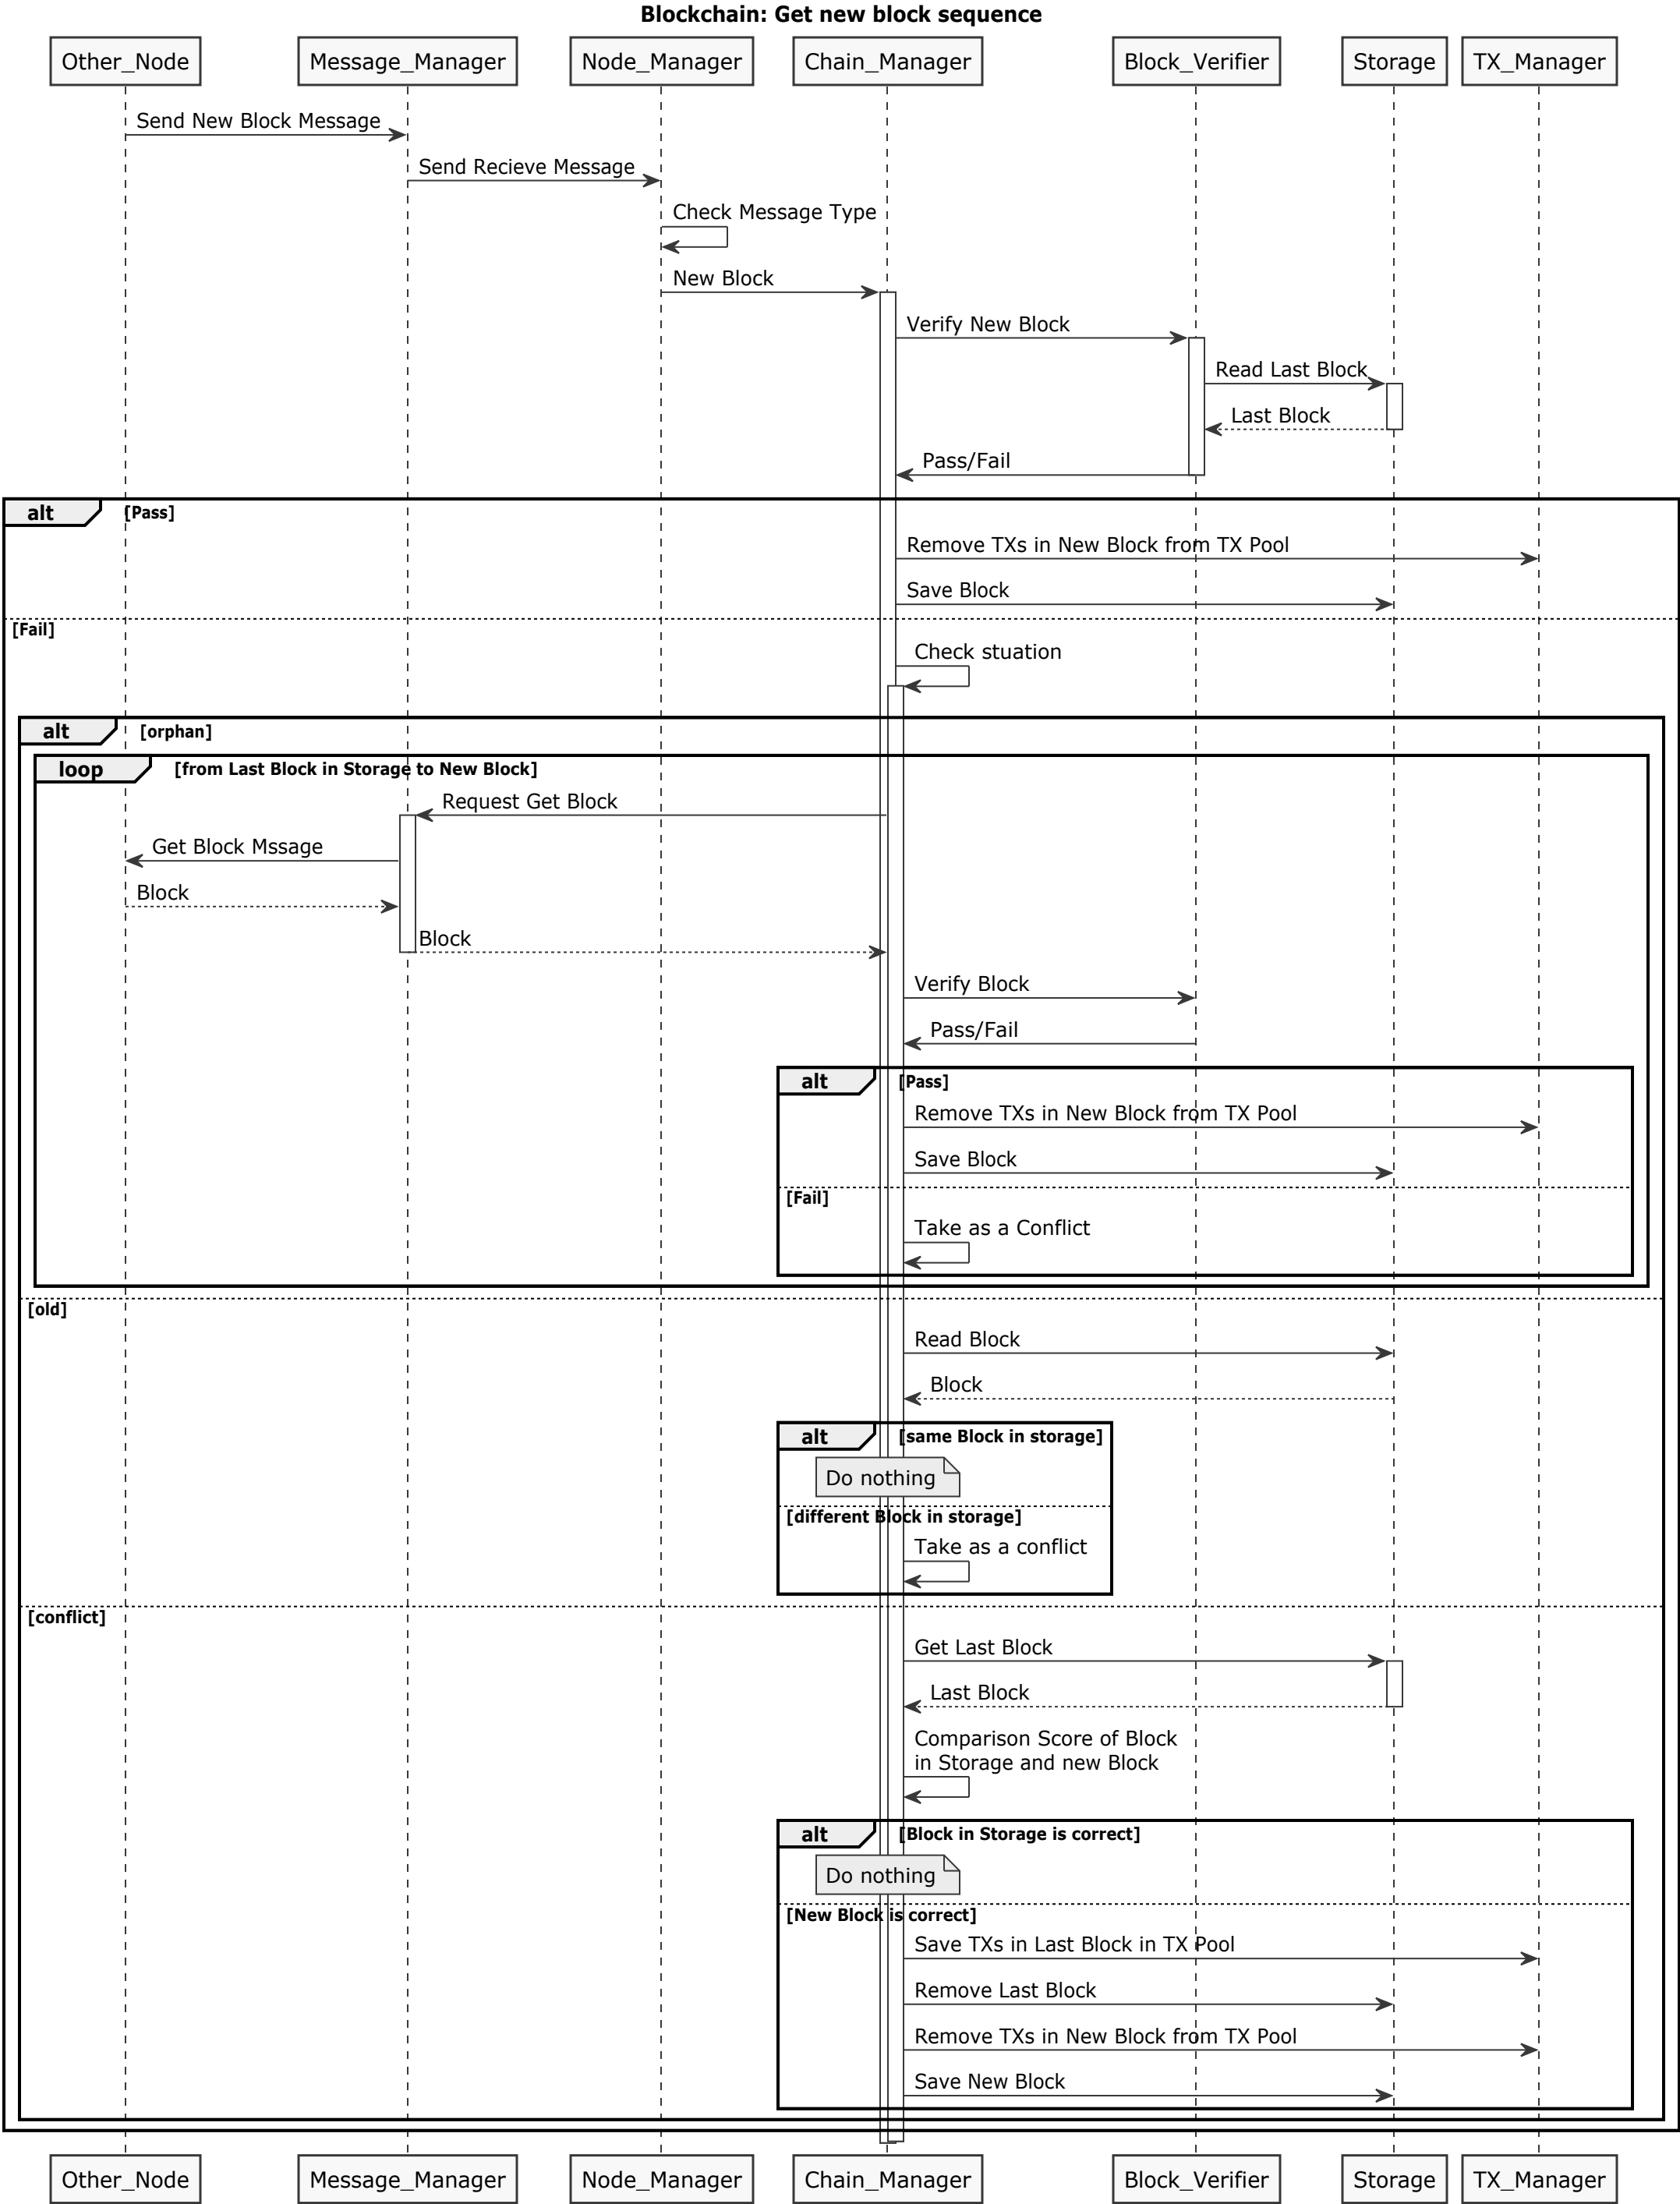 Blockchain: Get new block sequence
Other_Node
Message_Manager
Node_Manager
Chain_Manager
Block_Verifier
Storage
TX_Manager
Send New Block Message
Send Recieve Message
Check Message Type
New Block
Verify New Block
Read Last Block
Last Block
Pass/Fail
alt
[Pass]
Remove TXs in New Block from TX Pool
Save Block
[Fail]
Check stuation
alt
[orphan]
loop
[from Last Block in Storage to New Block]
Request Get Block
Get Block Mssage
Block
Block
Verify Block
Pass/Fail
alt
[Pass]
Remove TXs in New Block from TX Pool
Save Block
[Fail]
Take as a Conflict
[old]
Read Block
Block
alt
[same Block in storage]
Do nothing
[different Block in storage]
Take as a conflict
[conflict]
Get Last Block
Last Block
Comparison Score of Block
in Storage and new Block
alt
[Block in Storage is correct]
Do nothing
[New Block is correct]
Save TXs in Last Block in TX Pool
Remove Last Block
Remove TXs in New Block from TX Pool
Save New Block
Other_Node
Message_Manager
Node_Manager
Chain_Manager
Block_Verifier
Storage
TX_Manager